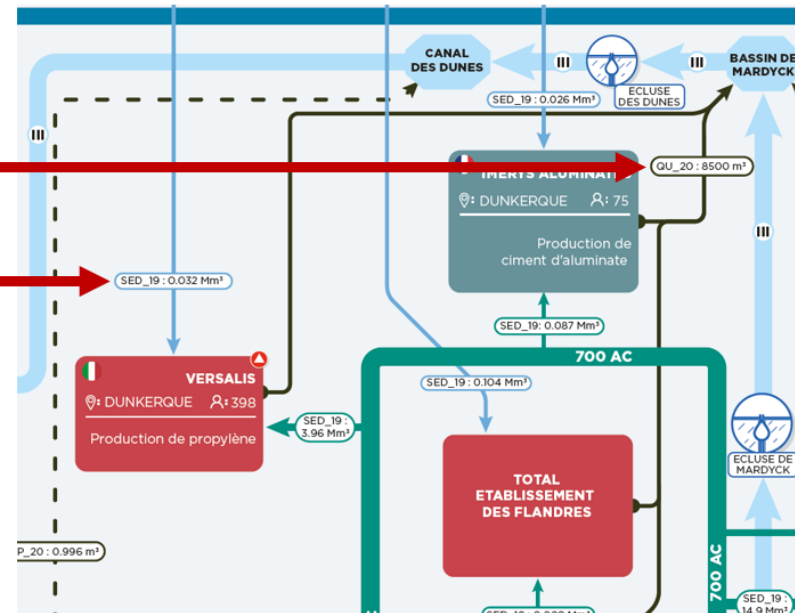 CANAL
DES DUNES
III
III
BASSIN DE
MARDYCK
ECLUSE
DES DUNES
SED_19 : 0.026 Mm³
III
QU_20 : 8500 m³
IMERYS ALUMINATES
: DUNKERQUE : 75
Production de
ciment d'aluminate
III
SED_19 : 0.032 Mm³
SED_19: 0.087 Mm³
700 AC
VERSALIS
: DUNKERQUE : 398
Production de propylène
SED_19 : 0.104 Mm³
SED_19 :
3.96 Mm³
ECLUSE DE
MARDYCK
TOTAL
ETABLISSEMENT
DES FLANDRES
P_20 : 0.996 m³
700 AC
SED_19 :
14.9 Mm³